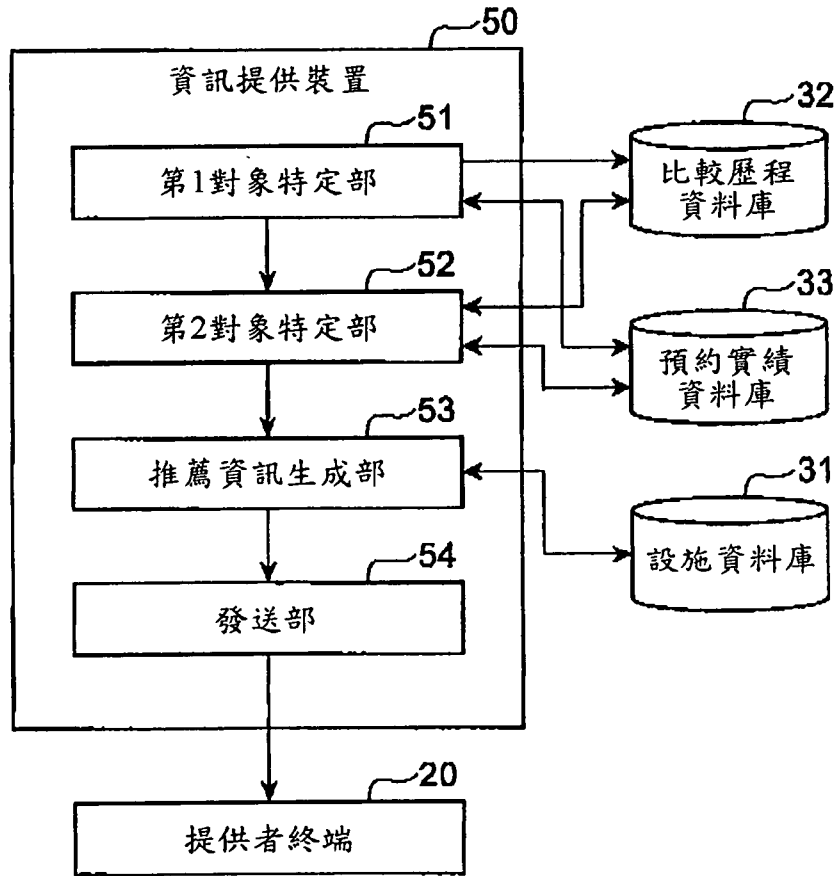 50
資訊提供裝置
51
第1對象特定部
52
第2對象特定部
53
推薦資訊生成部
54
發送部
20
提供者終端
32
比較歷程
資料庫
33
預約實績
資料庫
31
設施資料庫